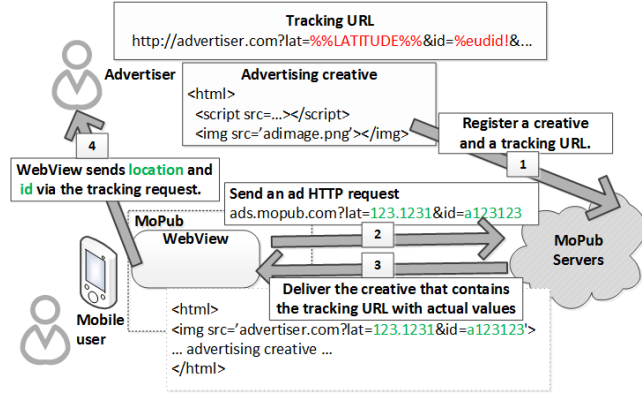 Tracking URL
http://advertiser.com?lat=%%LATITUDE%%&id=%eudid!&...
Advertiser
Advertising creative
<html>
<script src=...></script>
<img src='adimage.png'></img>
Register a creative
and a tracking URL.
1
4
WebView sends location and
id via the tracking request.
Send an ad HTTP request
ads.mopub.com?lat=123.1231&id=a123123
MoPub
WebView
2
3
MoPub
Servers
Deliver the creative that contains
the tracking URL with actual values
Mobile
user
<html>
<img src='advertiser.com?lat=123.1231&id=a123123'>
... advertising creative ...
</html>